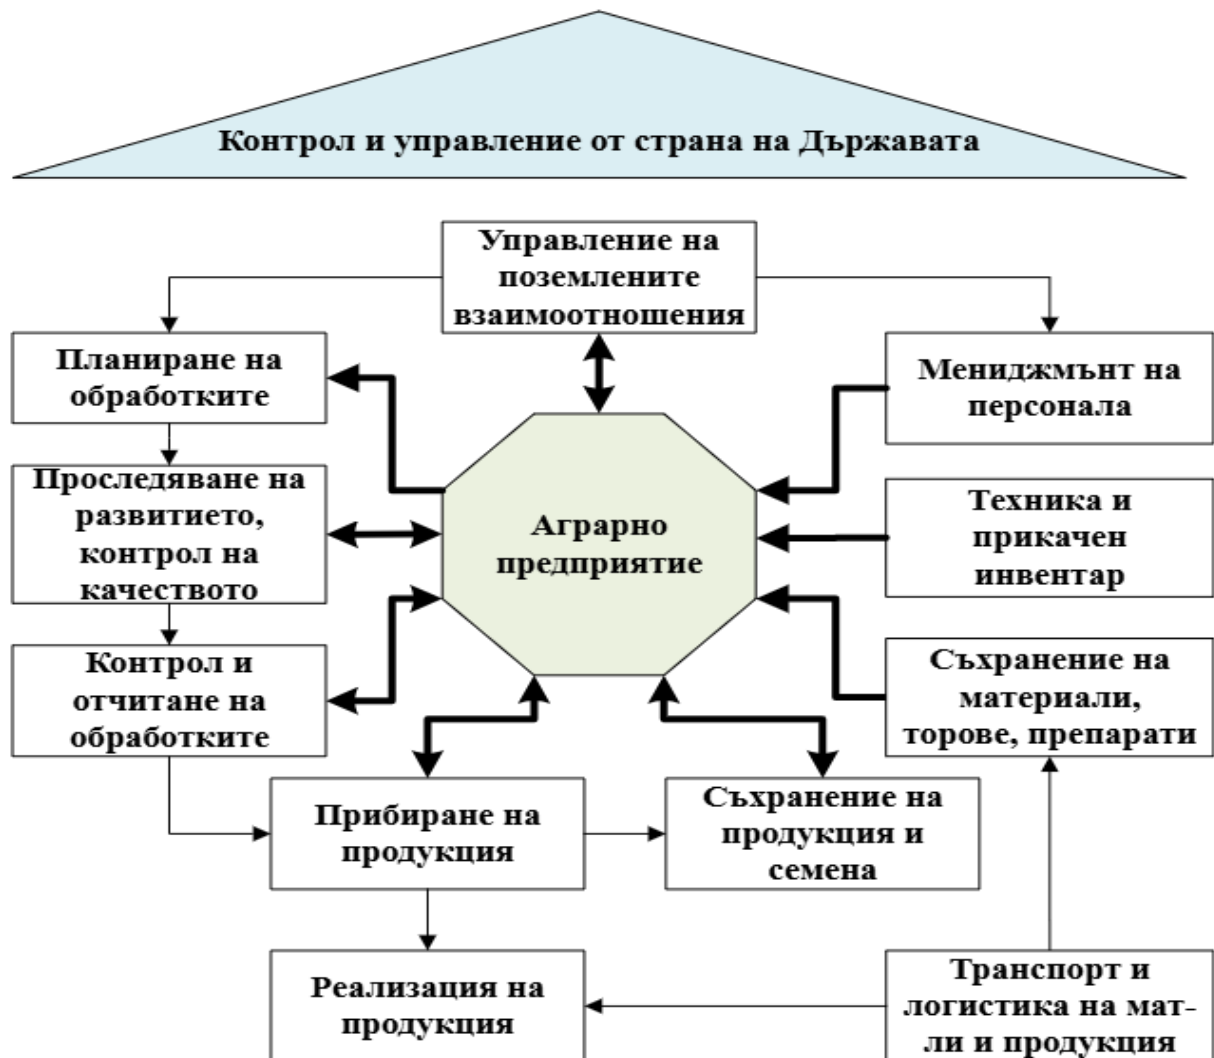 Контрол и управление от страна на Държавата
Управление на
поземлените
взаимоотношения
Планиране на
обработките
Мениджмънт на
персонала
Проследяване на
развитието,
контрол на
качеството
Аграрно
предприятие
Техника и
прикачен
инвентар
Контрол и
отчитане на
обработките
Съхранение на
материали,
торове, препарати
Прибиране на
продукция
Съхранение на
продукция и
семена
Реализация на
продукция
Транспорт и
логистика на мат-
ли и продукция